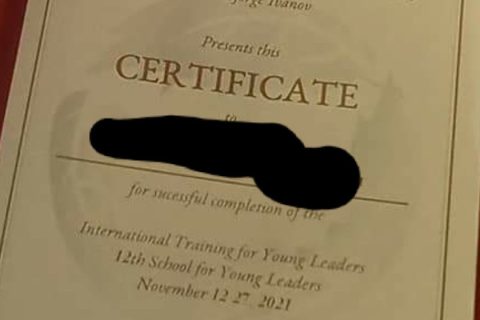 Ivanov
Presents this
CERTIFICATE
to
for sucessful completion of the
International Training for Young Leaders
12th School for Young Leaders
November 12 27, 2021